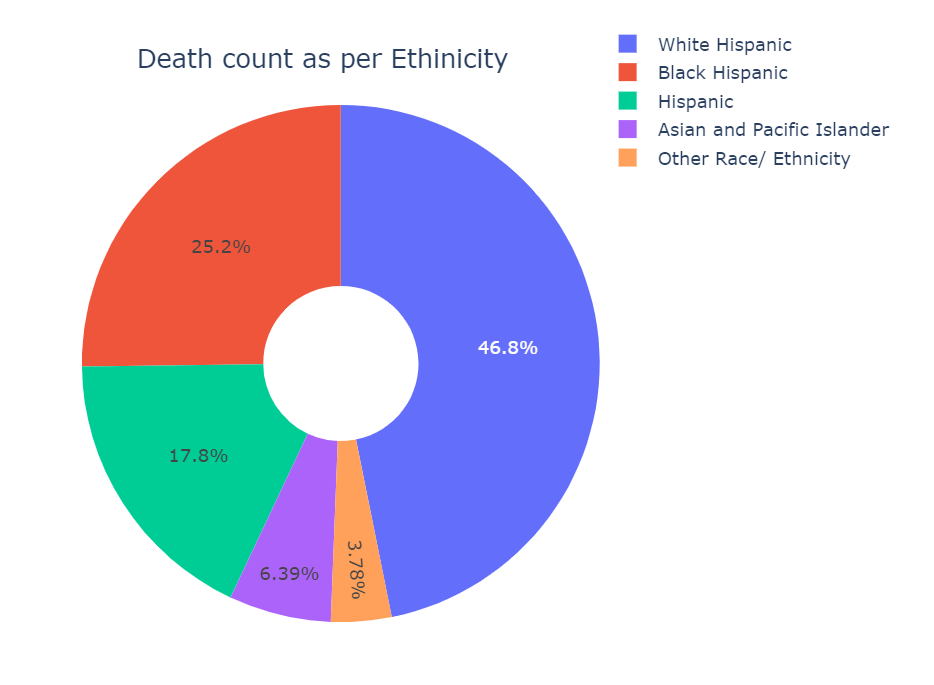 Death count as per Ethinicity
White Hispanic
Black Hispanic
Hispanic
Asian and Pacific Islander
Other Race/ Ethnicity
25.2%
46.8%
17.8%
6.39%
3.78%